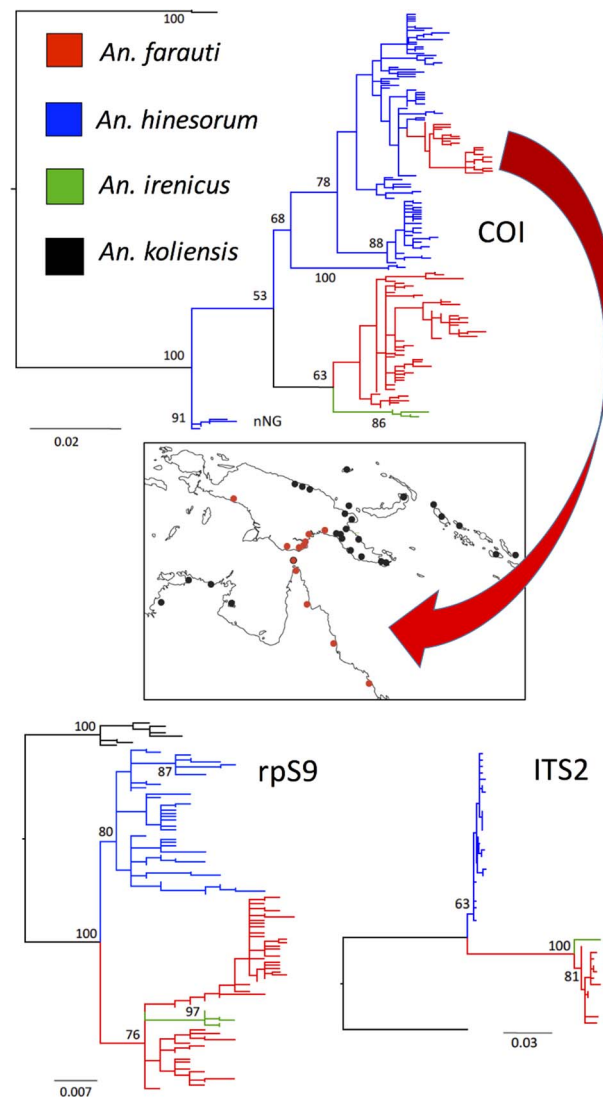 100
An. farauti
An. hinesorum
An. irenicus
An. koliensis
78
68
88
COI
100
53
63
100
86
91
nNG
0.02
100
rpS9
ITS2
87
80
63
100
100
97
81
76
0.03
0.007